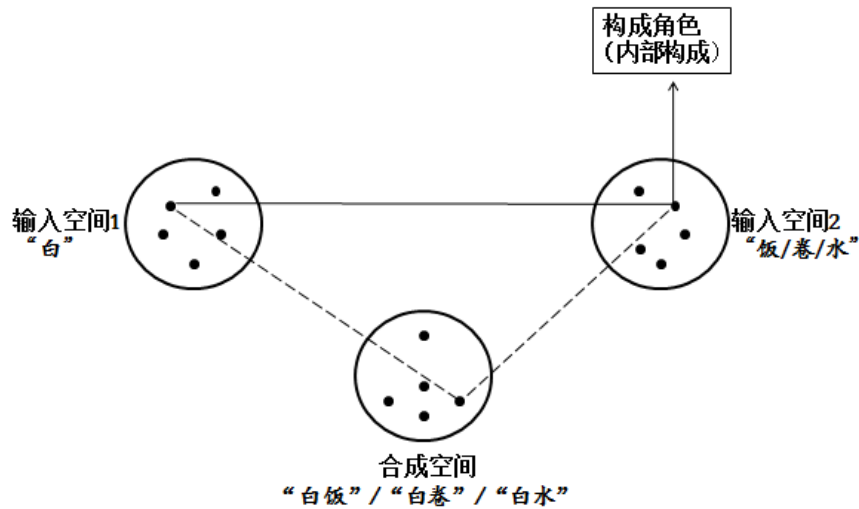 构成角色
（内部构成）
输入空间1
“白”
输入空间2
“饭/卷/水”
合成空间
“白饭”/“白卷”/“白水”